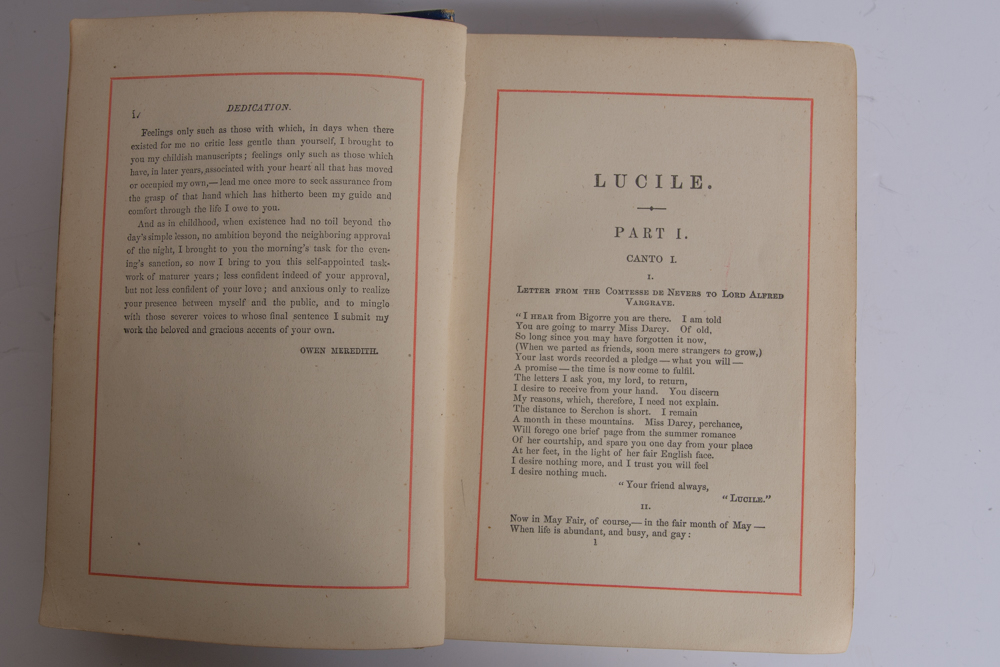 iv
DEDICATION.
Feelings only such as those with which, in days when there
existed for me no critic less gentle than yourself, I brought to
you my childish manuscripts; feelings only such as those which
have, in later years, associated with your heart all that has moved
or occupied my own,—lead me once more to seek assurance from
the grasp of that hand which has hitherto been my guide and
comfort through the life I owe to you.
And as in childhood, when existence had no toil beyond the
day's simple lesson, no ambition beyond the neighboring approval
of the night, I brought to you the morning's task for the even-
ing's sanction, so now I bring to you this self-appointed task-
work of maturer years; less confident indeed of your approval,
but not less confident of your love; and anxious only to realize
your presence between myself and the public, and to mingle
with those severer voices to whose final sentence I submit my
work the beloved and gracious accents of your own.
OWEN MEREDITH.
LUCILE.
PART I.
CANTO I.
I.
LETTER FROM THE COMTESSE DE NEVERS TO LORD ALFRED
VARGRAVE.
"I HEAR from Bigorre you are there. I am told
You are going to marry Miss Darcy. Of old,
So long since you may have forgotten it now,
(When we parted as friends, soon mere strangers to grow,)
Your last words recorded a pledge—what you will—
A promise—the time is now come to fulfil.
The letters I ask you, my lord, to return,
I desire to receive from your hand. You discern
My reasons, which, therefore, I need not explain.
The distance to Serchon is short. I remain
A month in these mountains. Miss Darcy, perchance,
Will forego one brief page from the summer romance
Of her courtship, and spare you one day from your place
At her feet, in the light of her fair English face.
I desire nothing more, and I trust you will feel
I desire nothing much.
"Your friend always,
"LUCILE."
II.
Now in May Fair, of course,—in the fair month of May—
When life is abundant, and busy, and gay:
1